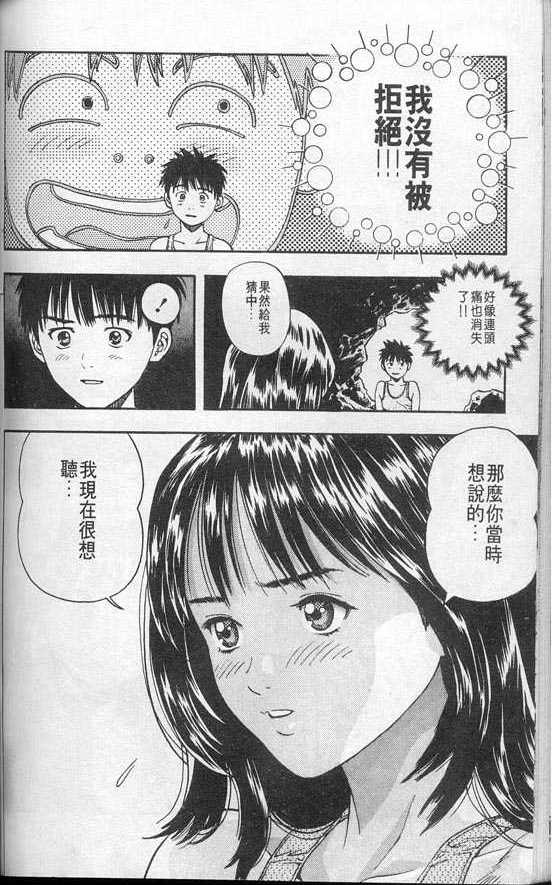 我沒有被
拒絕!!!
好像連頭
痛也消失
了!!
果然給我
猜中…
!
那麼你當時
想說的…
我現在很想
聽…